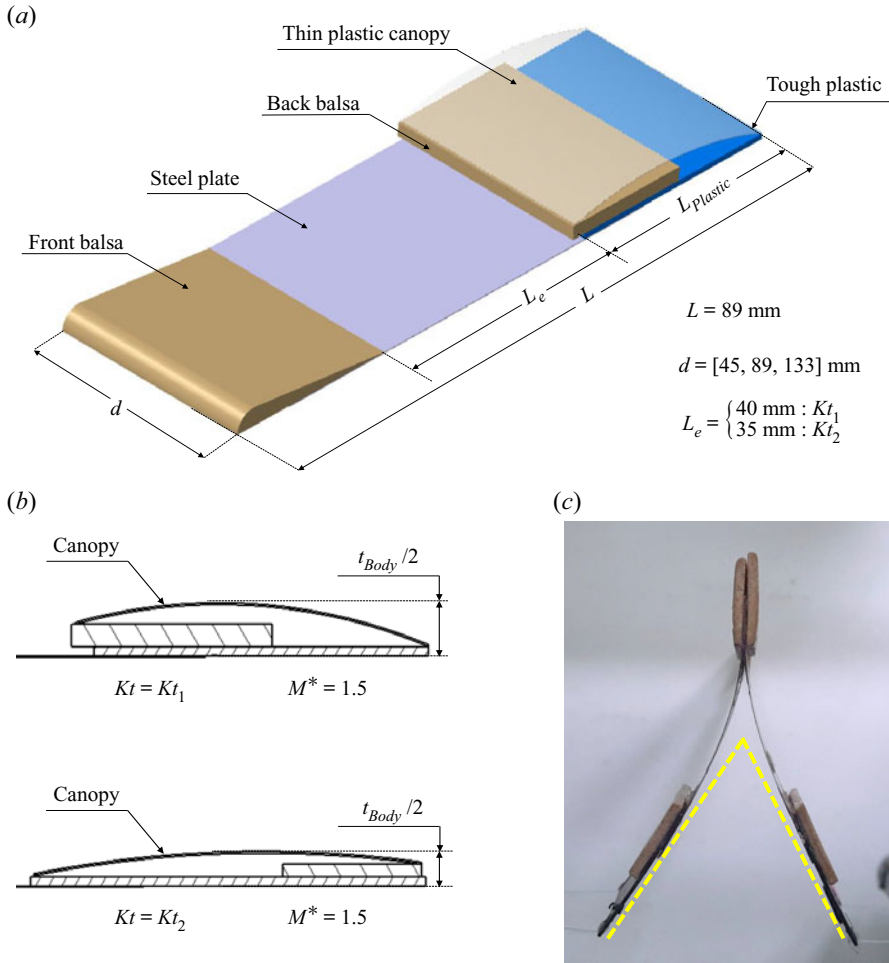 (a)
Thin plastic canopy
Tough plastic
Back balsa
Steel plate
L_Plastic
Front balsa
L_e
L
L = 89 mm
d
d = [45, 89, 133] mm
L_e = { 40 mm : Kt_1
35 mm : Kt_2
(b)
(c)
Canopy
t_Body /2
Kt = Kt_1
M* = 1.5
Canopy
t_Body /2
Kt = Kt_2
M* = 1.5